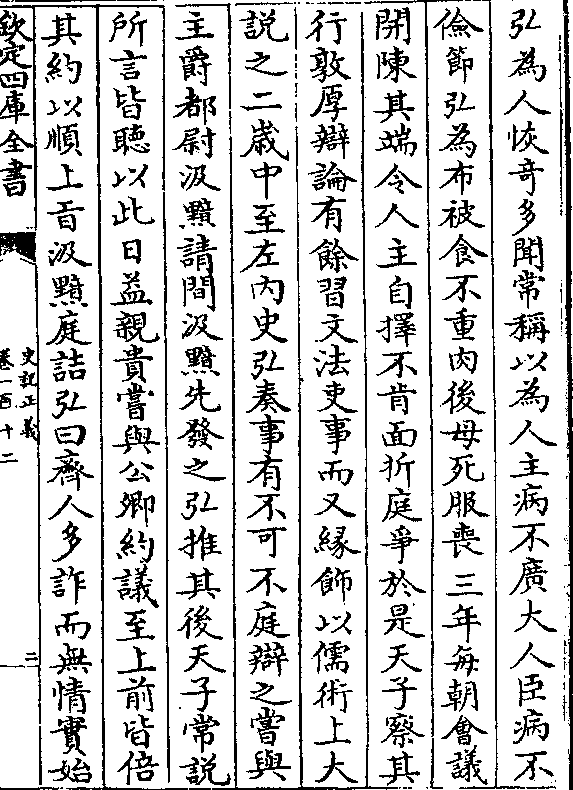 弘為人恢竒多聞常稱以為人主病不廣大人臣病不
儉節弘為布被食不重肉後母死服喪三年毎朝會議
開陳其端令人主自擇不肯面折庭爭於是天子察其
行敦厚辯論有餘習文法吏事而又縁飾以儒術上大
説之二歳中至左内史弘奏事有不可不庭辯之嘗與
主爵都尉汲黯請間汲黯先發之弘推其後天子常説
所言皆聽以此日益親貴嘗與公卿約議至上前皆倍
其約以順上㫖汲黯庭詰弘曰齊人多詐而無情實始
欽定四庫全書
史記正義
卷一百十二
二